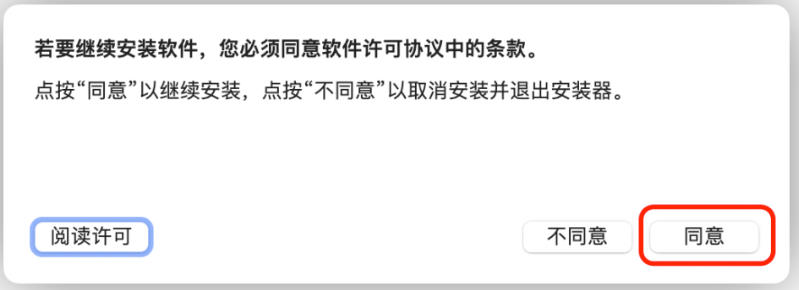 若要继续安装软件，您必须同意软件许可协议中的条款。
点按“同意”以继续安装，点按“不同意”以取消安装并退出安装器。
阅读许可
不同意
同意